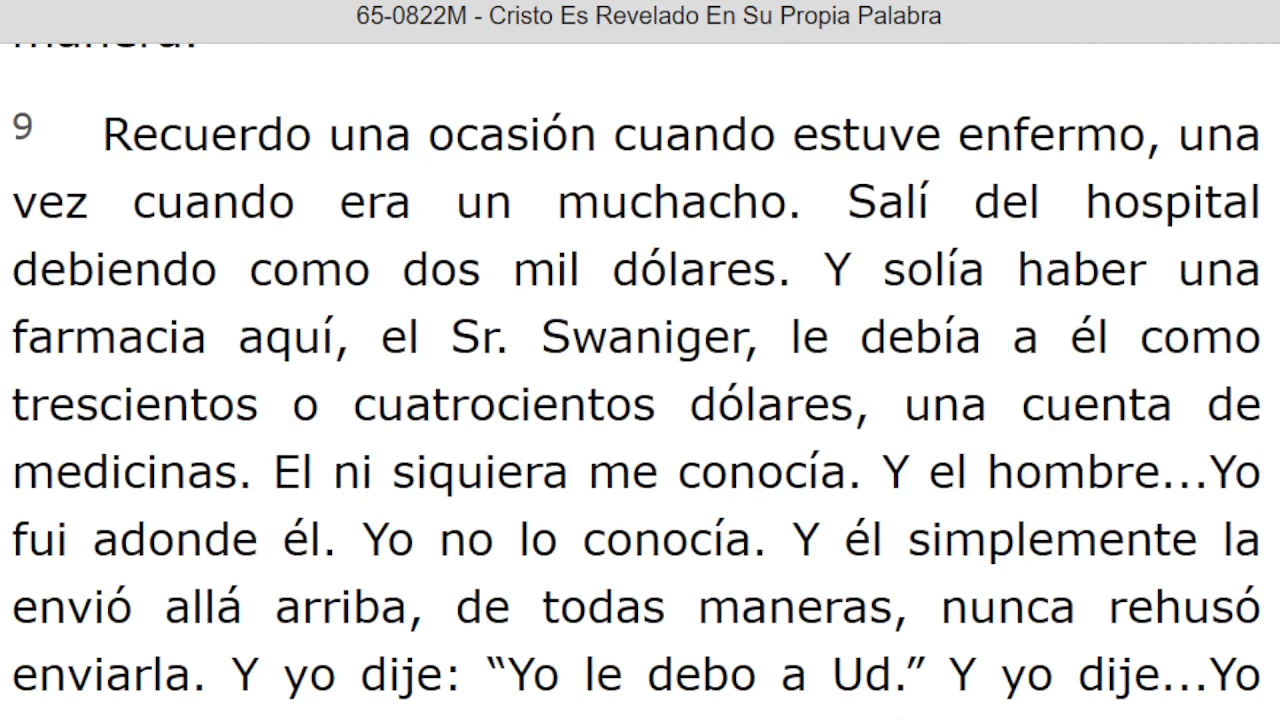 65-0822M - Cristo Es Revelado En Su Propia Palabra
manera.
9 Recuerdo una ocasión cuando estuve enfermo, una
vez cuando era un muchacho. Salí del hospital
debiendo como dos mil dólares. Y solía haber una
farmacia aquí, el Sr. Swaniger, le debía a él como
trescientos o cuatrocientos dólares, una cuenta de
medicinas. El ni siquiera me conocía. Y el hombre...Yo
fui adonde él. Yo no lo conocía. Y él simplemente la
envió allá arriba, de todas maneras, nunca rehusó
enviarla. Y yo dije: “Yo le debo a Ud.” Y yo dije...Yo